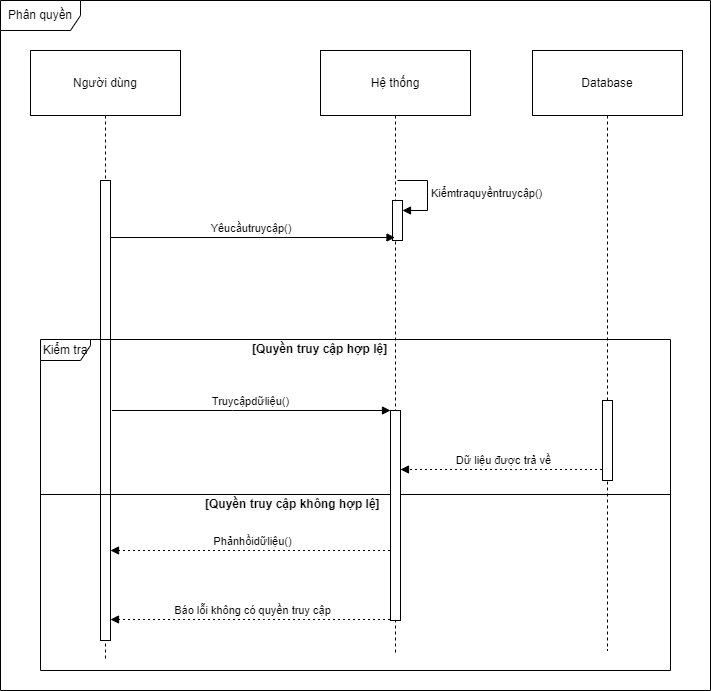 Phân quyền
Người dùng
Hệ thống
Database
Kiểmtraquyềntruycập()
Yêucầutruycập()
Kiểm tra
[Quyền truy cập hợp lệ]
Truycậpdữliệu()
Dữ liệu được trả về
[Quyền truy cập không hợp lệ]
Phảnhồidữliệu()
Báo lỗi không có quyền truy cập